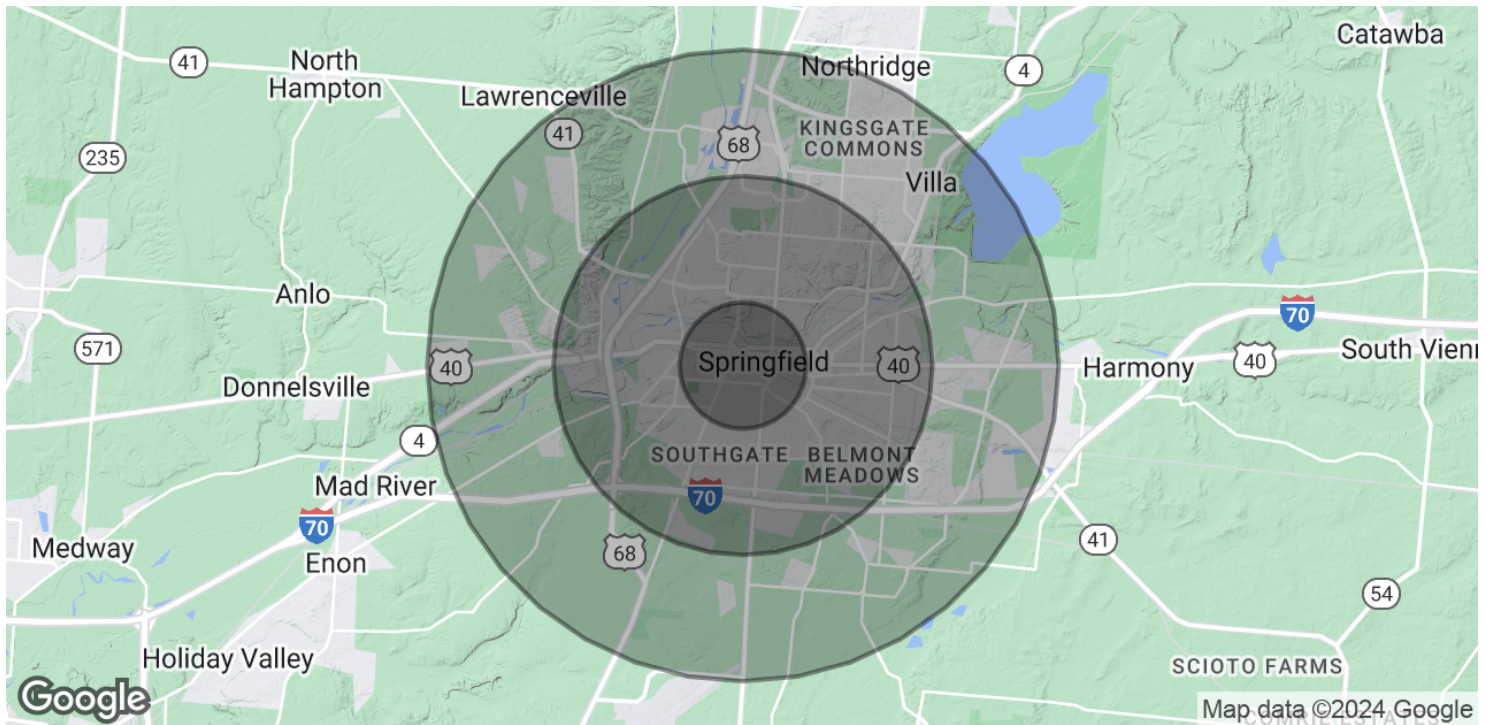 Catawba
41
North
Hampton
Northridge
4
Lawrenceville
41
KINGSGATE
COMMONS
68
235
Villa
Anlo
70
571
40
Springfield
40
Harmony
40
South Vienn
Donnelsville
4
SOUTHGATE
BELMONT
MEADOWS
Mad River
70
70
Medway
Enon
68
41
54
Holiday Valley
SCIOTO FARMS
Google
Map data ©2024 Google